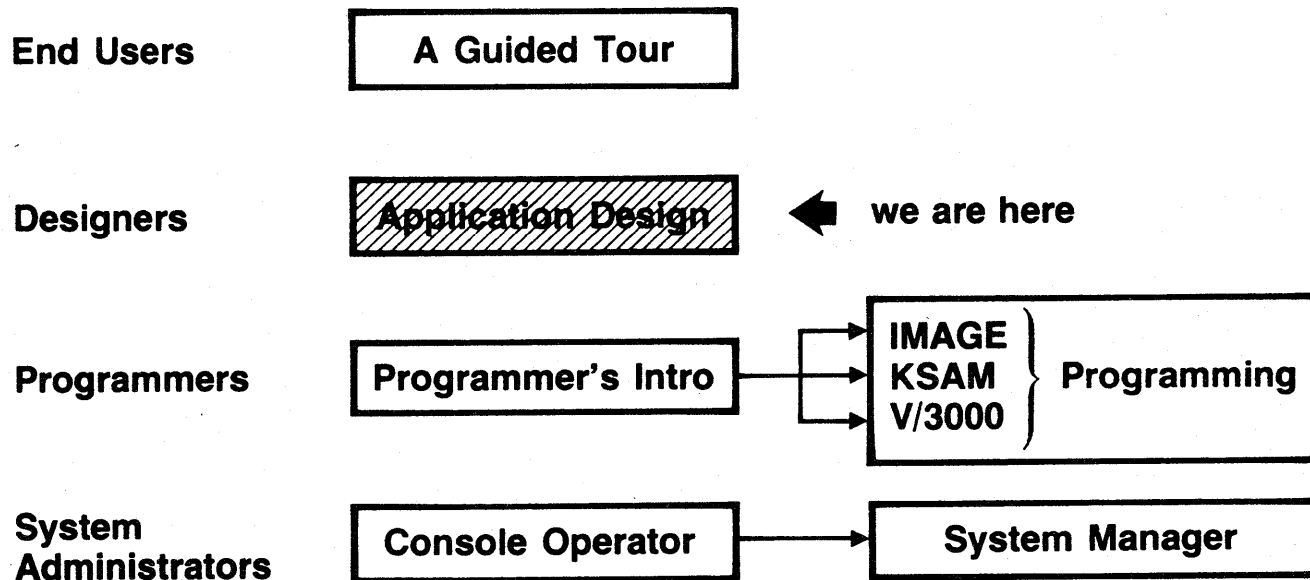 End Users
A Guided Tour
Designers
Application Design
we are here
Programmers
Programmer's Intro
IMAGE
KSAM
V/3000
Programming
System
Administrators
Console Operator
System Manager